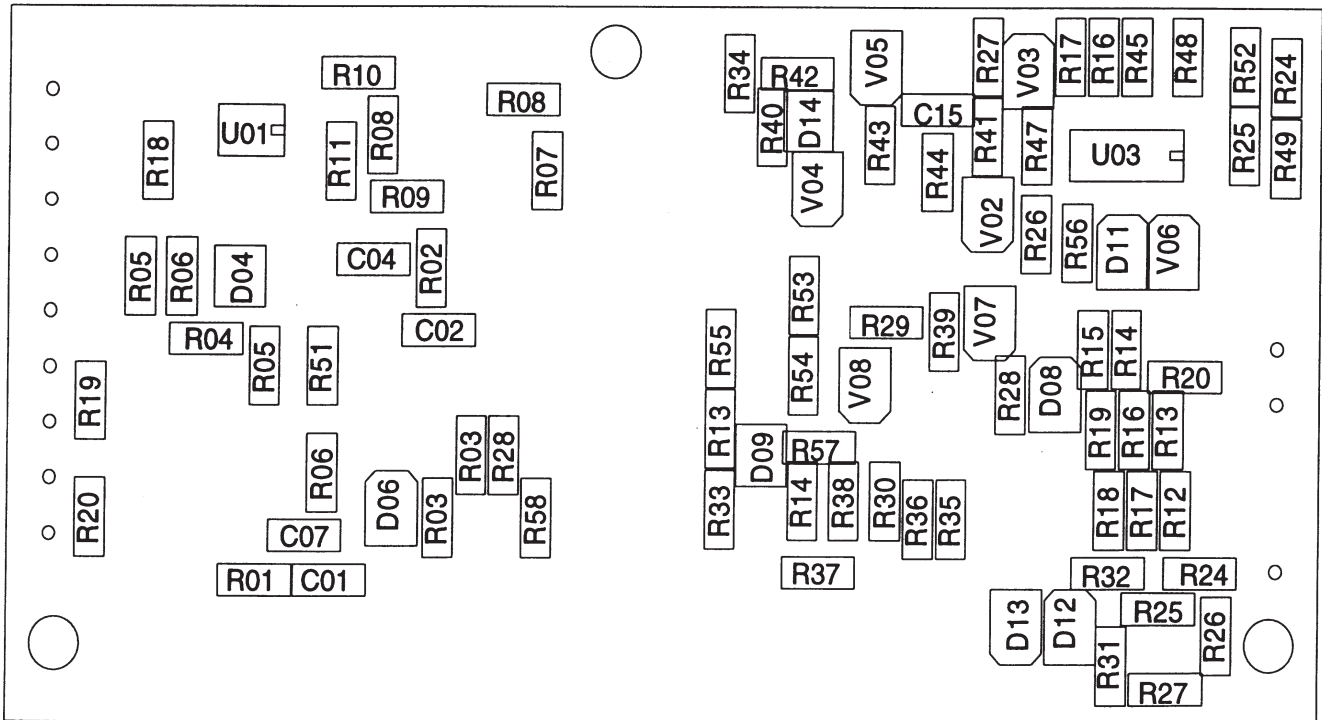 R10
R08
U01
R08
R18
R11
R07
R09
R05
R06
D04
C04
R02
R04
C02
R05
R51
R19
R06
R03
R28
R20
D06
R03
R58
C07
R01
C01
R34
R42
V05
R27
V03
R17
R16
R45
R48
R52
R24
R40
D14
C15
R43
R41
R47
R44
U03
R25
R49
V04
V02
R26
R56
D11
V06
R53
R29
R39
V07
R55
R54
V08
R15
R14
R20
R28
D08
R13
R19
R16
R13
D09
R57
R33
R14
R38
R30
R36
R35
R18
R17
R12
R37
R32
R24
D13
D12
R25
R26
R31
R27